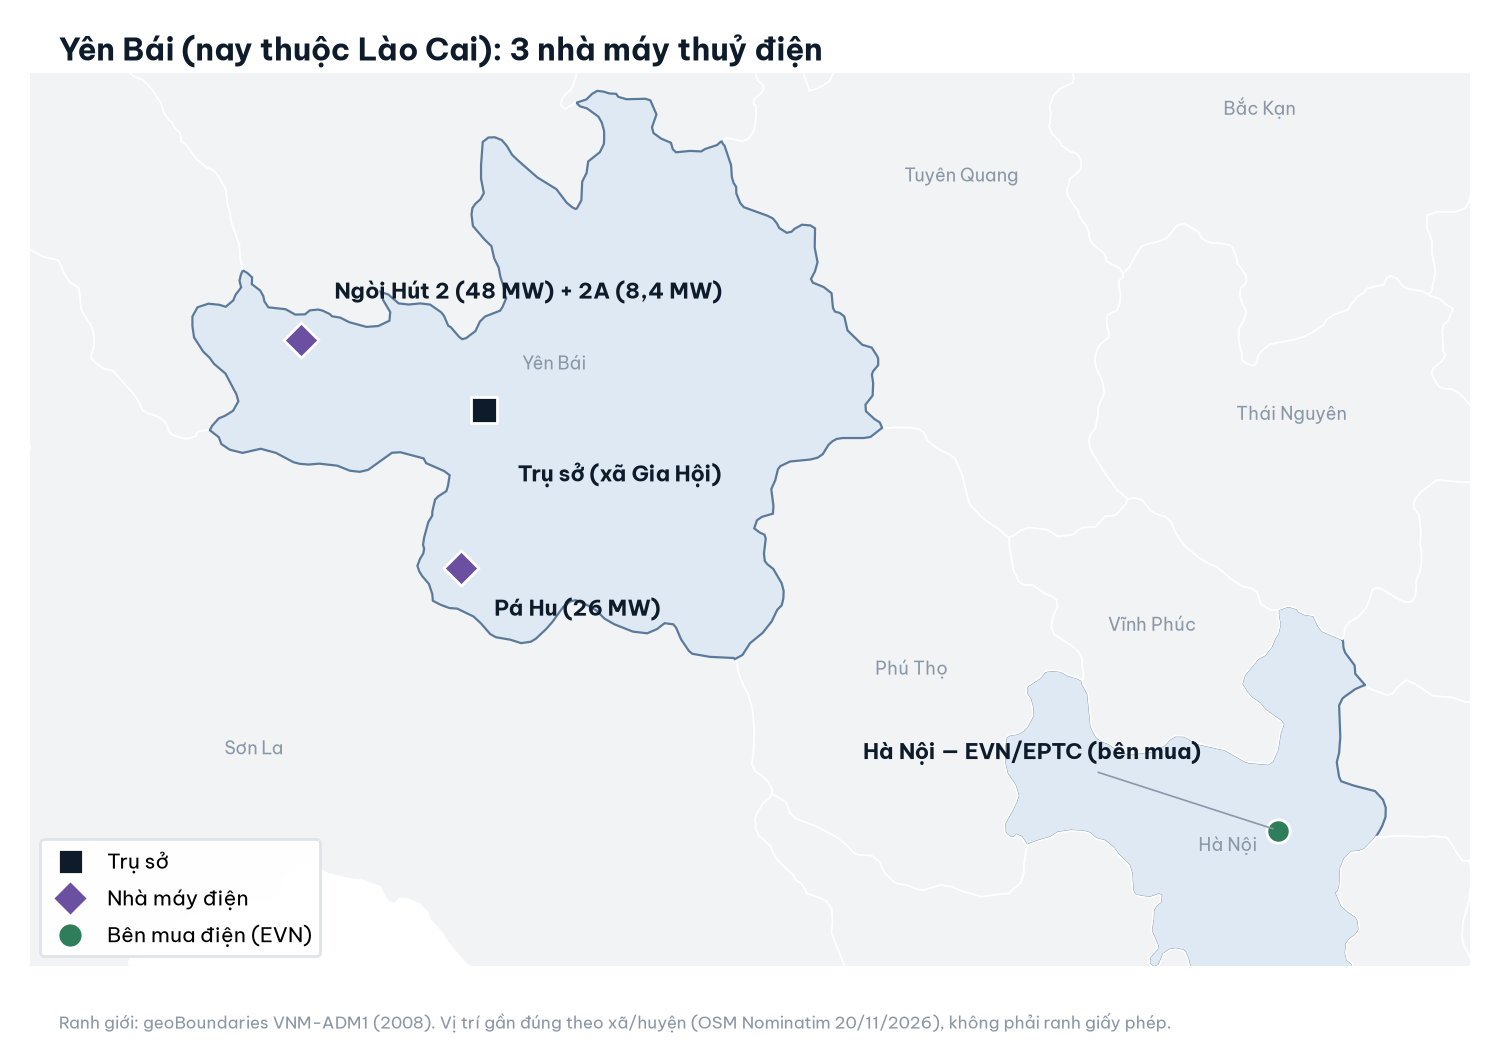 Yên Bái (nay thuộc Lào Cai): 3 nhà máy thuỷ điện
Bắc Kạn
Tuyên Quang
Ngòi Hút 2 (48 MW) + 2A (8,4 MW)
Yên Bái
Thái Nguyên
Trụ sở (xã Gia Hội)
Pá Hu (26 MW)
Vĩnh Phúc
Phú Thọ
Sơn La
Hà Nội — EVN/EPTC (bên mua)
Hà Nội
Trụ sở
Nhà máy điện
Bên mua điện (EVN)
Ranh giới: geoBoundaries VNM-ADM1 (2008). Vị trí gần đúng theo xã/huyện (OSM Nominatim 20/11/2026), không phải ranh giấy phép.